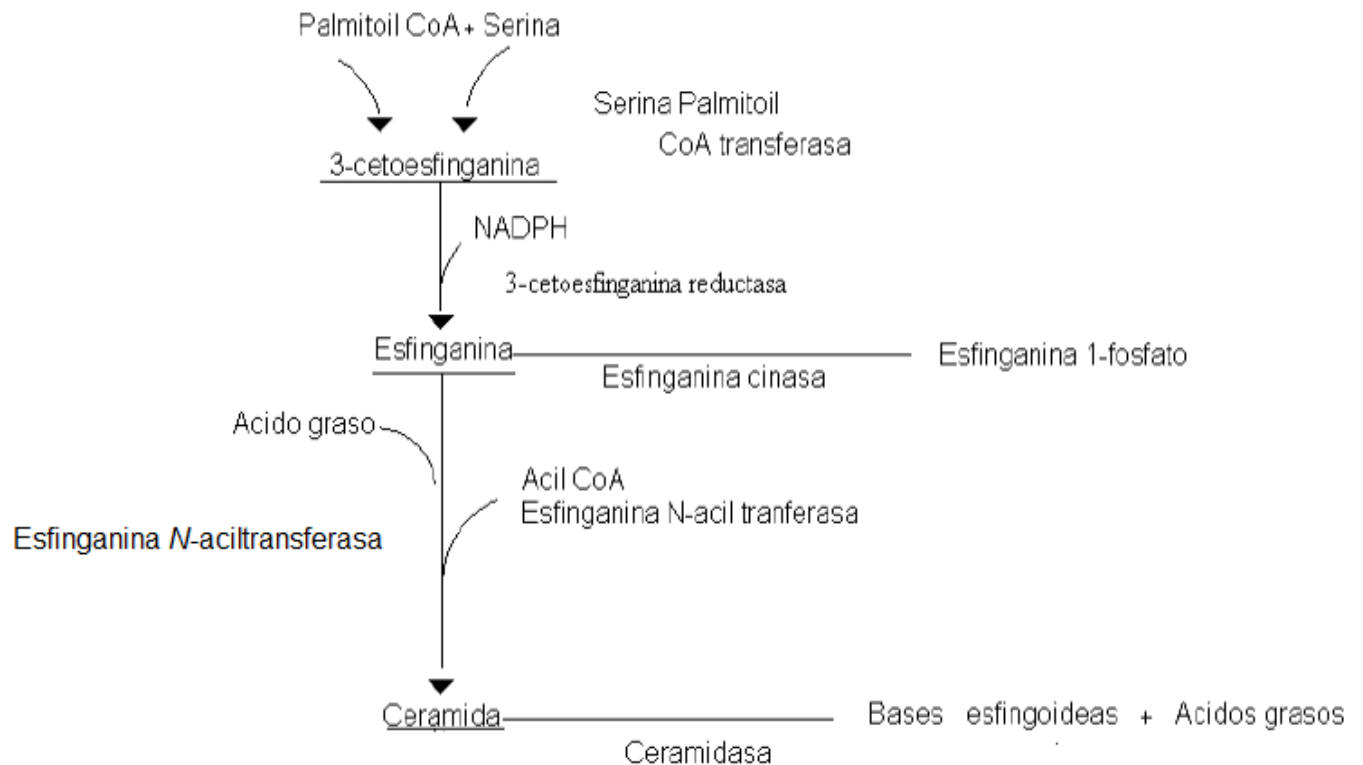 Palmitoil CoA + Serina
Serina Palmitoil
CoA transferasa
3-cetoesfinganina
NADPH
3-cetoesfinganina reductasa
Esfinganina
Esfinganina cinasa
Esfinganina 1-fosfato
Acido graso
Acil CoA
Esfinganina N-acil tranferasa
Esfinganina N-aciltransferasa
Ceramida
Ceramidasa
Bases esfingoideas + Acidos grasos